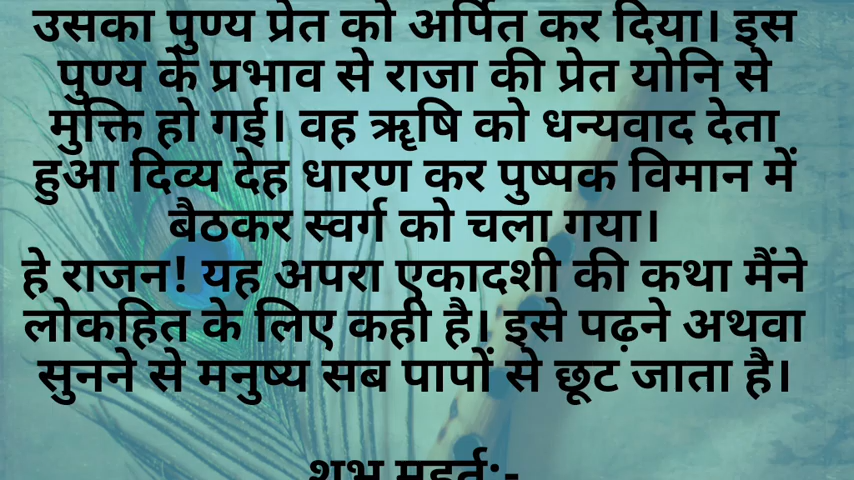 उसका पुण्य प्रेत को अर्पित कर दिया। इस
पुण्य के प्रभाव से राजा की प्रेत योनि से
मुक्ति हो गई। वह ॠषि को धन्यवाद देता
हुआ दिव्य देह धारण कर पुष्पक विमान में
बैठकर स्वर्ग को चला गया।
हे राजन! यह अपरा एकादशी की कथा मैंने
लोकहित के लिए कही है। इसे पढ़ने अथवा
सुनने से मनुष्य सब पापों से छूट जाता है।
शुभ मुहूर्त:-